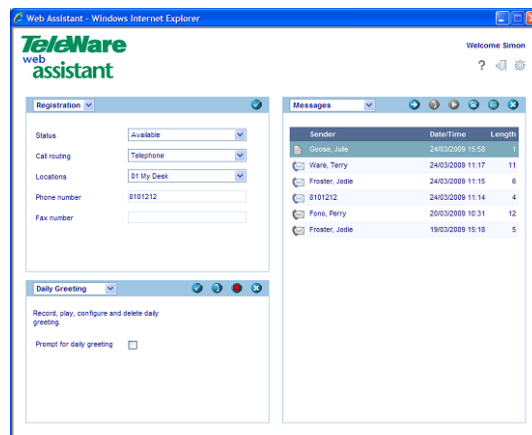 Web Assistant - Windows Internet Explorer
TeleWare
web
assistant
Welcome Simon
?
Registration
Status Available
Call routing Telephone
Locations 01 My Desk
Phone number 8101212
Fax number
Daily Greeting
Record, play, configure and delete daily
greeting.
Prompt for daily greeting
Messages
Sender Date/Time Length
Goose, Julie 24/03/2009 15:58 1
Ware, Terry 24/03/2009 11:17 11
Froster, Jodie 24/03/2009 11:15 6
8101212 24/03/2009 11:14 4
Fono, Perry 20/03/2009 10:31 12
Froster, Jodie 19/03/2009 15:18 5